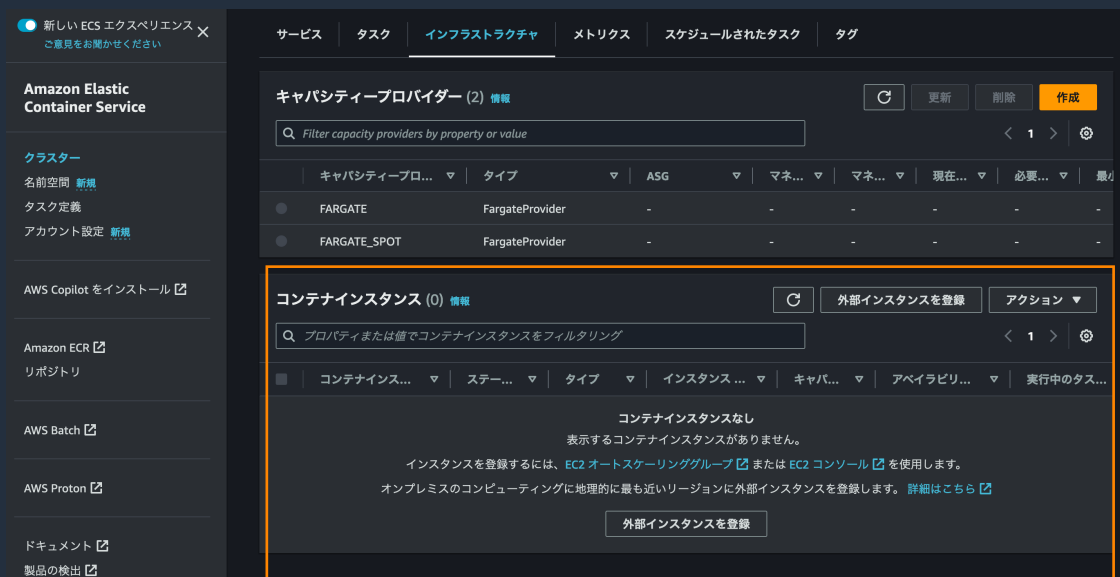 新しい ECS エクスペリエンス
ご意見をお聞かせください
Amazon Elastic
Container Service
クラスター
名前空間 新規
タスク定義
アカウント設定 新規
AWS Copilot をインストール
Amazon ECR
リポジトリ
AWS Batch
AWS Proton
ドキュメント
製品の検出
サービス タスク インフラストラクチャ メトリクス スケジュールされたタスク タグ
キャパシティープロバイダー (2) 情報 更新 削除 作成
Filter capacity providers by property or value 1
キャパシティープロ... タイプ ASG マネ... マネ... 現在... 必要... 最小
FARGATE FargateProvider - - - - - -
FARGATE_SPOT FargateProvider - - - - - -
コンテナインスタンス (0) 情報 外部インスタンスを登録 アクション
プロパティまたは値でコンテナインスタンスをフィルタリング 1
コンテナインス... ステー... タイプ インスタンス ... キャパ... アベイラビリ... 実行中のタス...
コンテナインスタンスなし
表示するコンテナインスタンスがありません。
インスタンスを登録するには、EC2 オートスケーリンググループ または EC2 コンソール を使用します。
オンプレミスのコンピューティングに地理的に最も近いリージョンに外部インスタンスを登録します。 詳細はこちら
外部インスタンスを登録